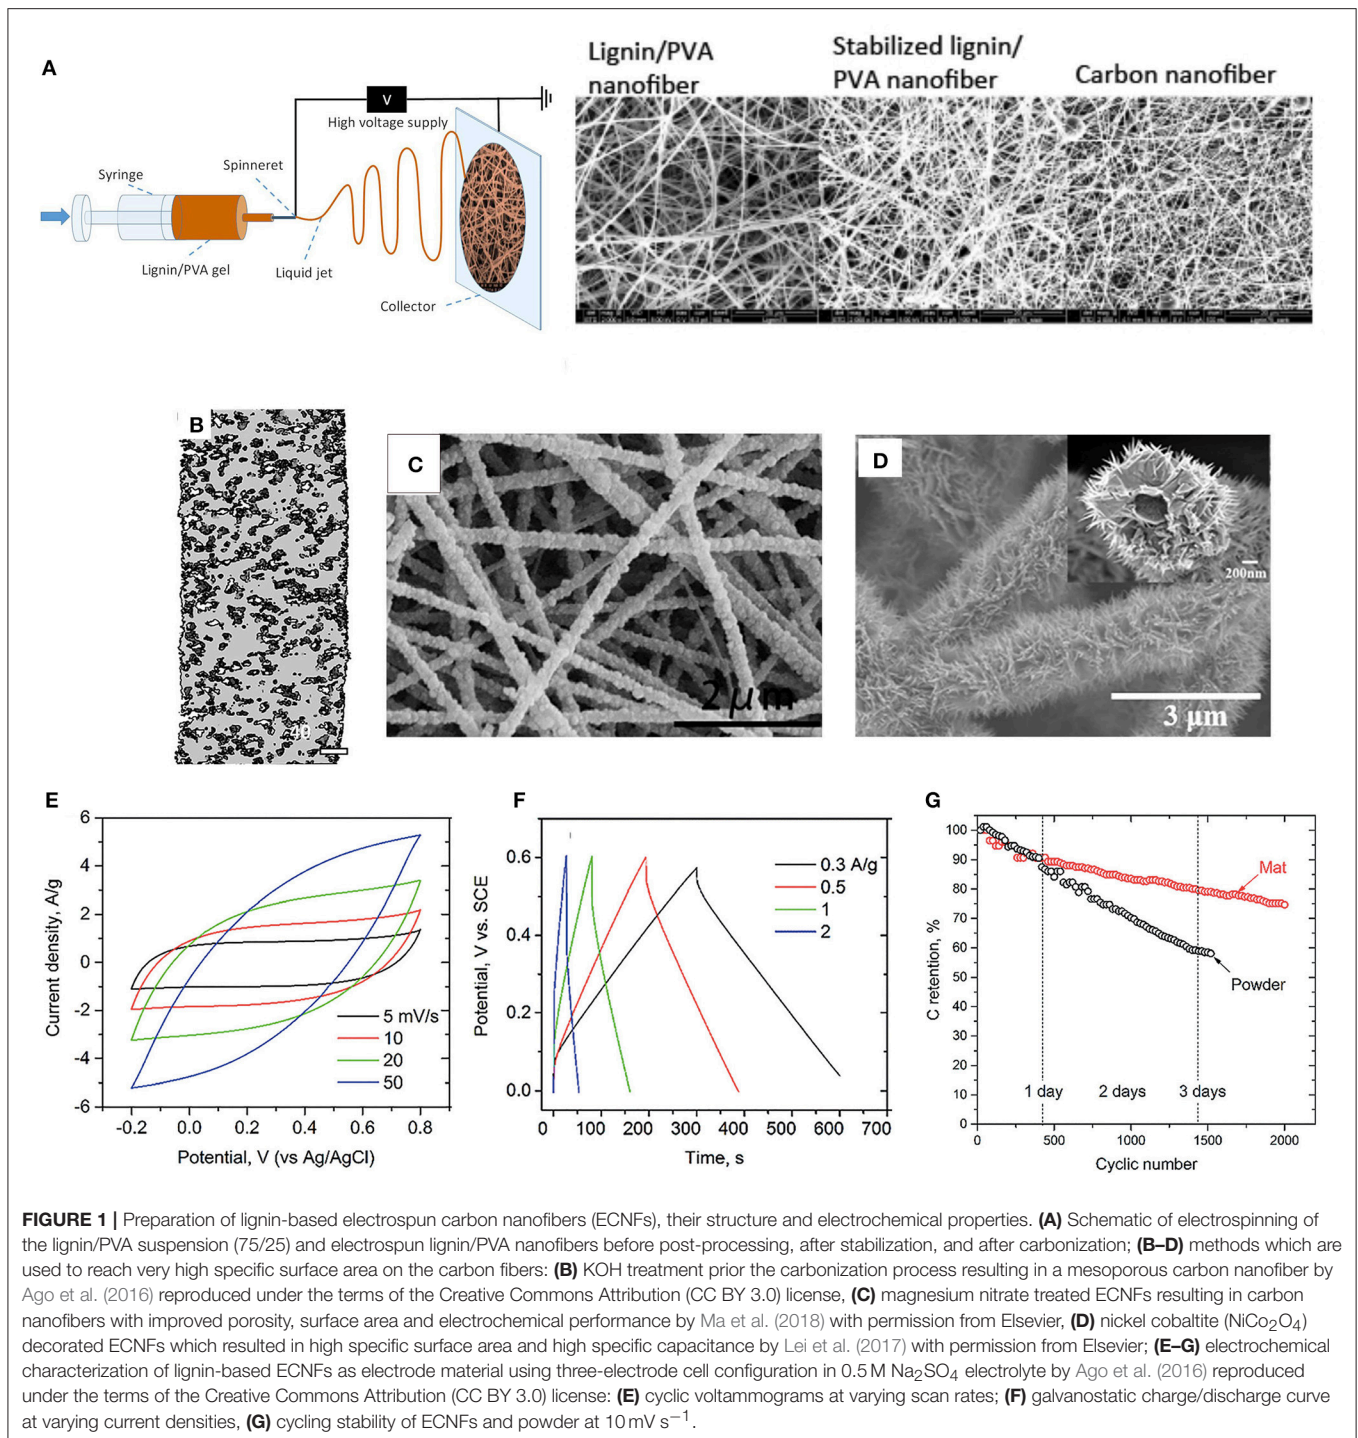 A
V
High voltage supply
Spinneret
Syringe
Lignin/PVA gel
Liquid jet
Collector
Lignin/PVA
nanofiber
Stabilized lignin/
PVA nanofiber
Carbon nanofiber
B
C
2 μm
D
200nm
3 μm
E
6
4
2
0
-2
-4
-6
Current density, A/g
5 mV/s
10
20
50
-0.2 0.0 0.2 0.4 0.6 0.8
Potential, V (vs Ag/AgCl)
F
0.6
0.4
0.2
0.0
Potential, V vs. SCE
0.3 A/g
0.5
1
2
0 100 200 300 400 500 600 700
Time, s
G
100
90
80
70
60
50
40
30
20
10
0
C retention, %
Mat
Powder
1 day 2 days 3 days
0 500 1000 1500 2000
Cyclic number
FIGURE 1 | Preparation of lignin-based electrospun carbon nanofibers (ECNFs), their structure and electrochemical properties. (A) Schematic of electrospinning of
the lignin/PVA suspension (75/25) and electrospun lignin/PVA nanofibers before post-processing, after stabilization, and after carbonization; (B–D) methods which are
used to reach very high specific surface area on the carbon fibers: (B) KOH treatment prior the carbonization process resulting in a mesoporous carbon nanofiber by
Ago et al. (2016) reproduced under the terms of the Creative Commons Attribution (CC BY 3.0) license, (C) magnesium nitrate treated ECNFs resulting in carbon
nanofibers with improved porosity, surface area and electrochemical performance by Ma et al. (2018) with permission from Elsevier, (D) nickel cobaltite (NiCo₂O₄)
decorated ECNFs which resulted in high specific surface area and high specific capacitance by Lei et al. (2017) with permission from Elsevier; (E–G) electrochemical
characterization of lignin-based ECNFs as electrode material using three-electrode cell configuration in 0.5 M Na₂SO₄ electrolyte by Ago et al. (2016) reproduced
under the terms of the Creative Commons Attribution (CC BY 3.0) license: (E) cyclic voltammograms at varying scan rates; (F) galvanostatic charge/discharge curve
at varying current densities, (G) cycling stability of ECNFs and powder at 10 mV s⁻¹.